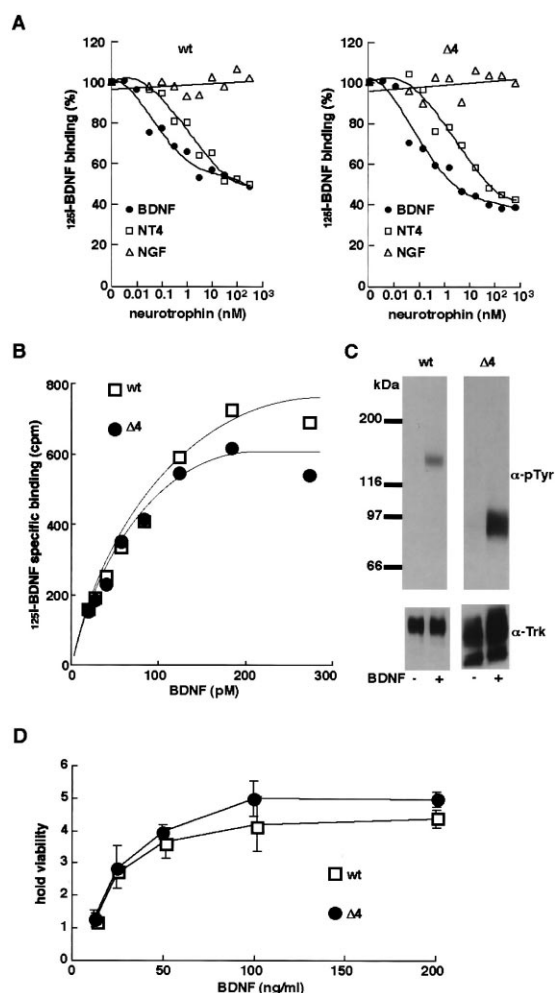 A
wt
Δ4
120
100
80
60
40
20
0
125I-BDNF binding (%)
● BDNF
□ NT4
△ NGF
0 0.01 0.1 1 10 100 10³
neurotrophin (nM)
120
100
80
60
40
20
0
125I-BDNF binding (%)
● BDNF
□ NT4
△ NGF
0 0.01 0.1 1 10 100 10³
neurotrophin (nM)
B
800
600
400
200
0
125I-BDNF specific binding (cpm)
□ wt
● Δ4
0 100 200 300
BDNF (pM)
C
wt
Δ4
kDa
200
116
97
66
α-pTyr
α-Trk
BDNF - + - +
D
6
5
4
3
2
1
0
hold viability
□ wt
● Δ4
0 50 100 150 200
BDNF (ng/ml)